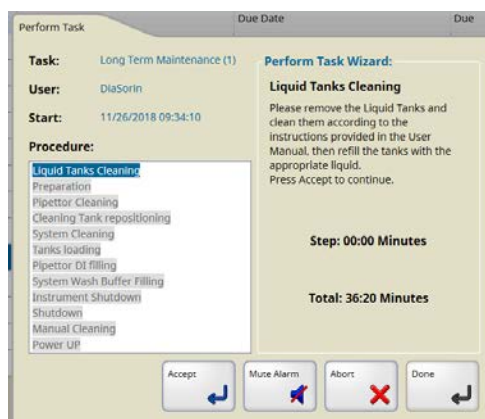 Due Date
Due
Perform Task
Task: Long Term Maintenance (1)
User: DiaSorin
Start: 11/26/2018 09:34:10
Procedure:
Liquid Tanks Cleaning
Preparation
Pipettor Cleaning
Cleaning Tank repositioning
System Cleaning
Tanks loading
Pipettor DI filling
System Wash Buffer Filling
Instrument Shutdown
Shutdown
Manual Cleaning
Power UP
Perform Task Wizard:
Liquid Tanks Cleaning
Please remove the Liquid Tanks and
clean them according to the
instructions provided in the User
Manual, then refill the tanks with the
appropriate liquid.
Press Accept to continue.
Step: 00:00 Minutes
Total: 36:20 Minutes
Accept
Mute Alarm
Abort
Done